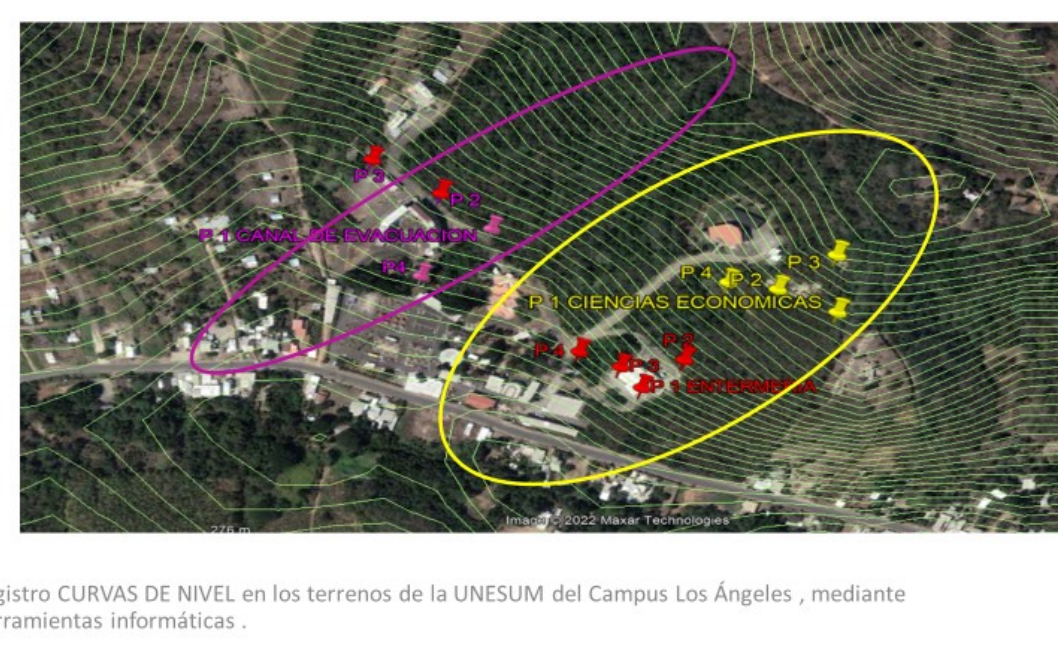 P 3
P 2
P 1 CANAL DE EVACUACION
P4
P 3
P 4
P 2
P 1 CIENCIAS ECONOMICAS
P 2
P 4
P 3
P 1 ENTERMERIA
Image © 2022 Maxar Technologies
276 m
gistro CURVAS DE NIVEL en los terrenos de la UNESUM del Campus Los Ángeles , mediante
rramientas informáticas .